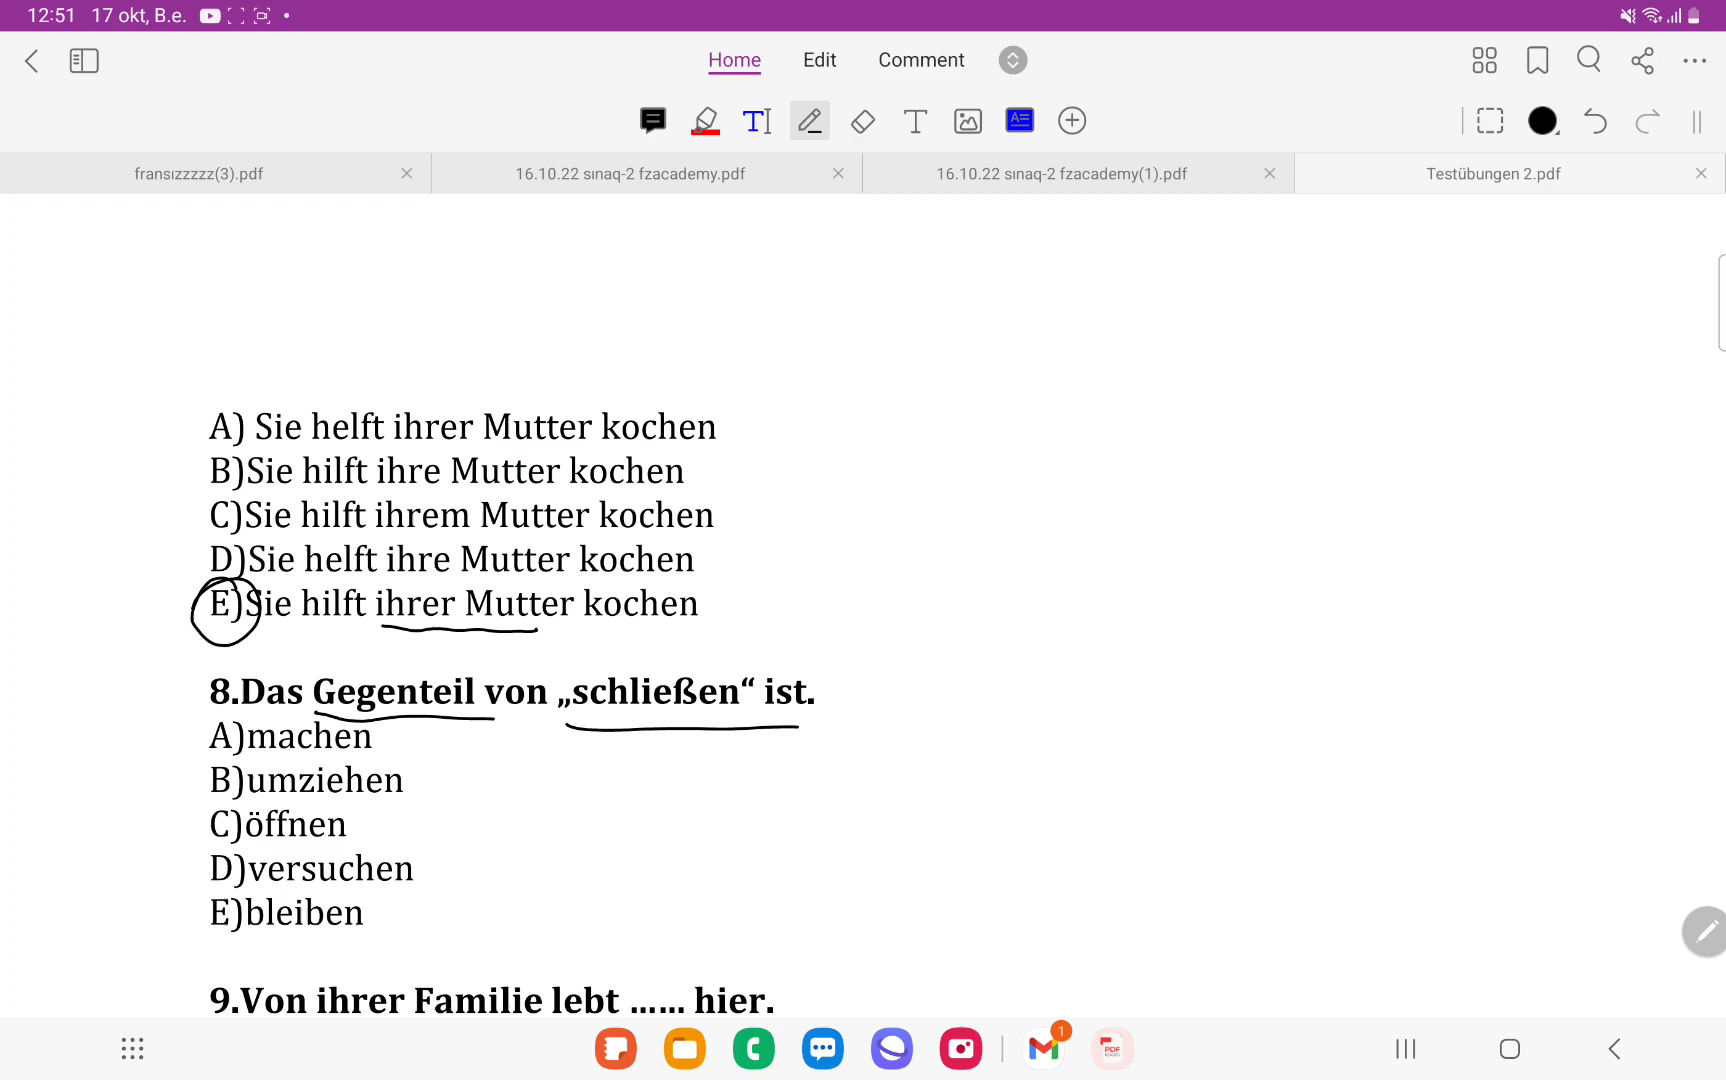 12:51 17 okt, B.e.
Home Edit Comment
fransızzzzz(3).pdf 16.10.22 sınaq-2 fzacademy.pdf 16.10.22 sınaq-2 fzacademy(1).pdf Testübungen 2.pdf
A) Sie helft ihrer Mutter kochen
B)Sie hilft ihre Mutter kochen
C)Sie hilft ihrem Mutter kochen
D)Sie helft ihre Mutter kochen
E)Sie hilft ihrer Mutter kochen
8.Das Gegenteil von „schließen“ ist.
A)machen
B)umziehen
C)öffnen
D)versuchen
E)bleiben
9.Von ihrer Familie lebt ...... hier.
1
PDF